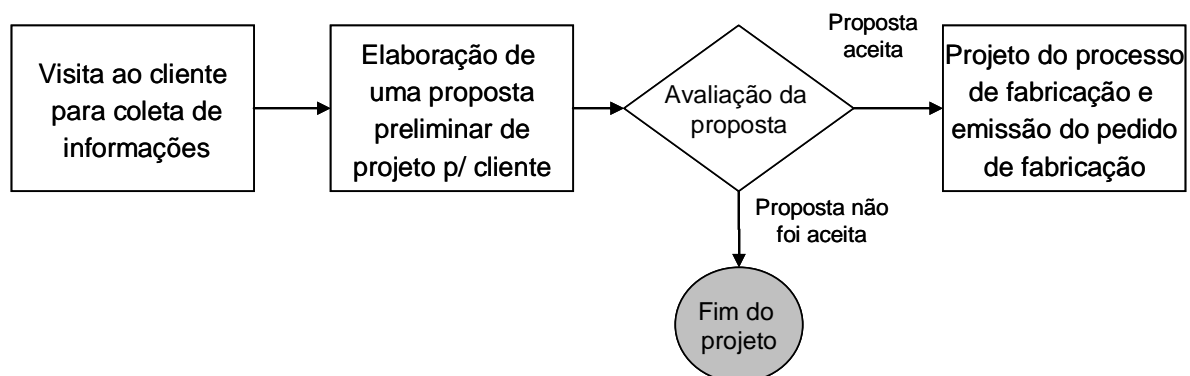 Visita ao cliente
para coleta de
informações
Elaboração de
uma proposta
preliminar de
projeto p/ cliente
Avaliação da
proposta
Proposta
aceita
Projeto do processo
de fabricação e
emissão do pedido
de fabricação
Proposta não
foi aceita
Fim do
projeto